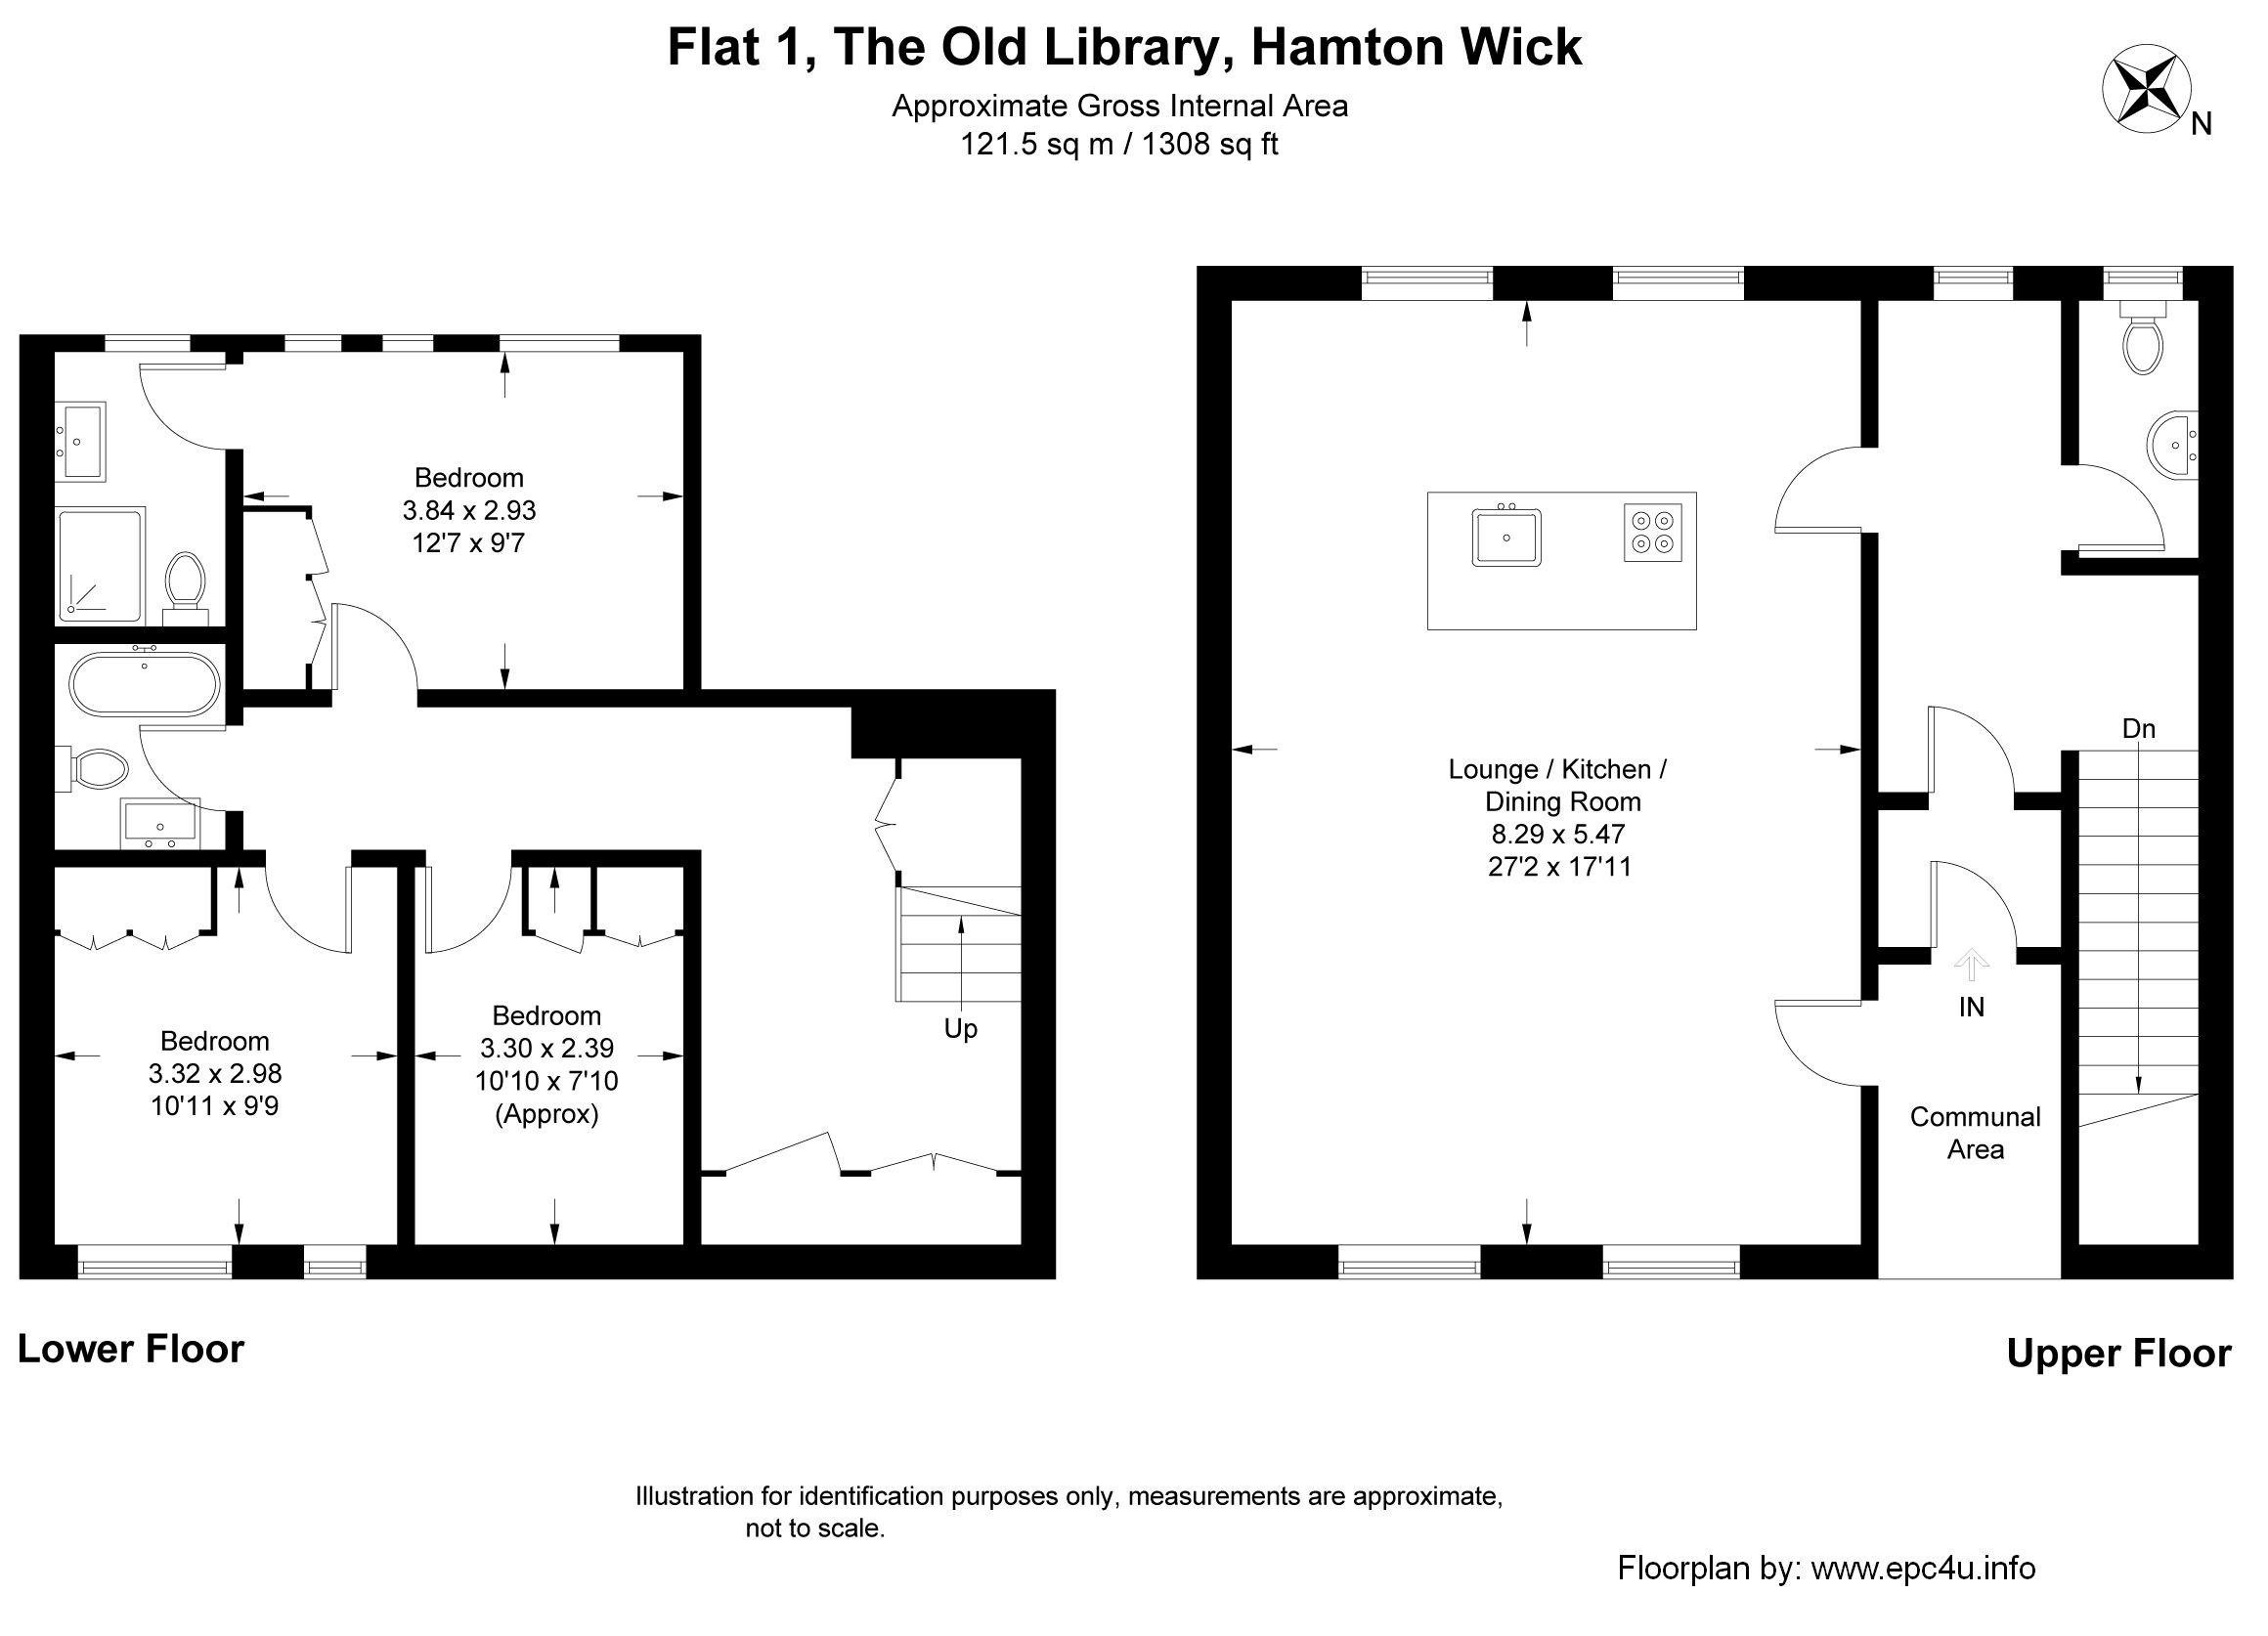 Flat 1, The Old Library, Hamton Wick
Approximate Gross Internal Area
121.5 sq m / 1308 sq ft
N
Bedroom
3.84 x 2.93
12'7 x 9'7
Bedroom
3.32 x 2.98
10'11 x 9'9
Bedroom
3.30 x 2.39
10'10 x 7'10
(Approx)
Up
Lounge / Kitchen /
Dining Room
8.29 x 5.47
27'2 x 17'11
Dn
IN
Communal
Area
Lower Floor
Upper Floor
Illustration for identification purposes only, measurements are approximate,
not to scale.
Floorplan by: www.epc4u.info